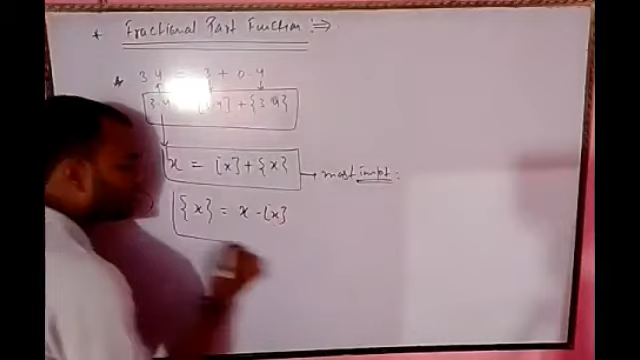 * Fractional Part Function :⇒
* 3.4 = 3 + 0.4
3.4 = [3.4] + {3.4}
x = [x] + {x} → most impt :
{x} = x - [x]